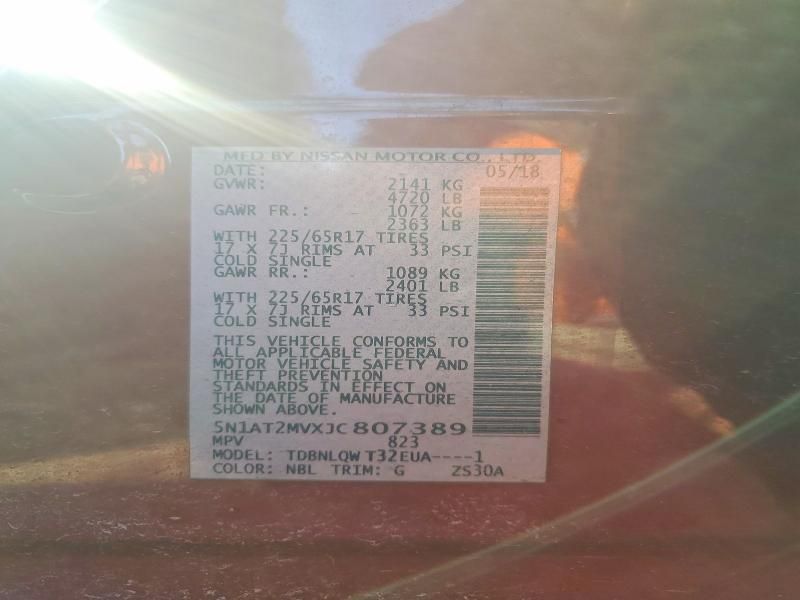 MFD BY NISSAN MOTOR CO., LTD.
DATE: 05/18
GVWR: 2141 KG
4720 LB
GAWR FR.: 1072 KG
2363 LB
WITH 225/65R17 TIRES
17 X 7J RIMS AT 33 PSI
COLD SINGLE
GAWR RR.: 1089 KG
2401 LB
WITH 225/65R17 TIRES
17 X 7J RIMS AT 33 PSI
COLD SINGLE
THIS VEHICLE CONFORMS TO
ALL APPLICABLE FEDERAL
MOTOR VEHICLE SAFETY AND
THEFT PREVENTION
STANDARDS IN EFFECT ON
THE DATE OF MANUFACTURE
SHOWN ABOVE.
5N1AT2MVXJC807389
MPV 823
MODEL: TDBNLQW T32EUA----1
COLOR: NBL TRIM: G ZS30A